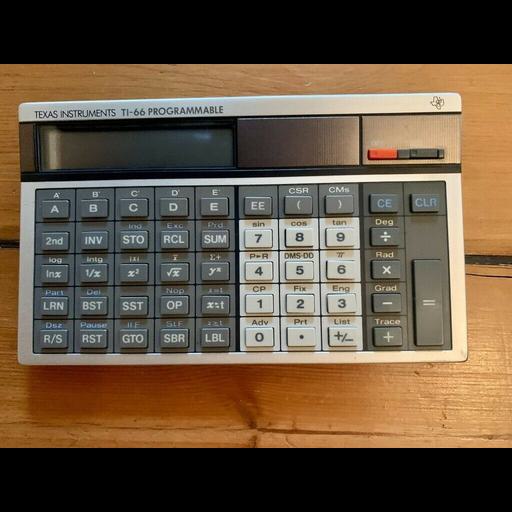 TEXAS INSTRUMENTS TI-66 PROGRAMMABLE
A' B' C' D' E' CSR CMs
A B C D E EE ( ) CE CLR
Ind Exc Prd sin cos tan Deg
2nd INV STO RCL SUM 7 8 9 ÷
log Intg |x| x̄ Σ+ P►R DMS-DD π Rad
lnx 1/x x² √x yˣ 4 5 6 ×
Part Del Nop x=t CP Fix Eng Grad
LRN BST SST OP x⇄t 1 2 3 − =
Dsz Pause If F St F x≥t Adv Prt List Trace
R/S RST GTO SBR LBL 0 • +/− +